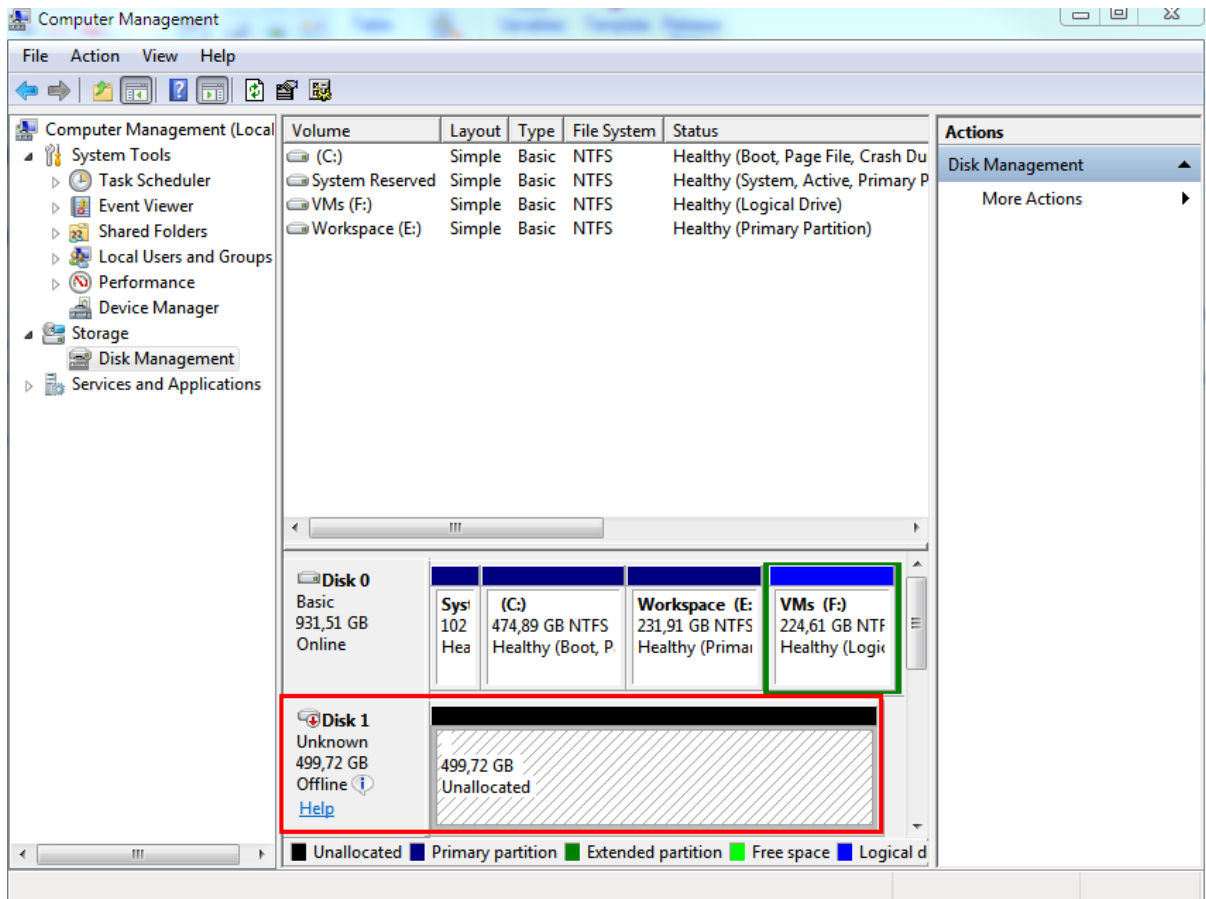 Computer Management
File Action View Help
Computer Management (Local
System Tools
Task Scheduler
Event Viewer
Shared Folders
Local Users and Groups
Performance
Device Manager
Storage
Disk Management
Services and Applications
Volume Layout Type File System Status
(C:) Simple Basic NTFS Healthy (Boot, Page File, Crash Du
System Reserved Simple Basic NTFS Healthy (System, Active, Primary P
VMs (F:) Simple Basic NTFS Healthy (Logical Drive)
Workspace (E:) Simple Basic NTFS Healthy (Primary Partition)
Disk 0
Basic
931,51 GB
Online
Syst
102
Hea
(C:)
474,89 GB NTFS
Healthy (Boot, P
Workspace (E:
231,91 GB NTFS
Healthy (Primar
VMs (F:)
224,61 GB NTF
Healthy (Logic
Disk 1
Unknown
499,72 GB
Offline
Help
499,72 GB
Unallocated
Unallocated Primary partition Extended partition Free space Logical d
Actions
Disk Management
More Actions